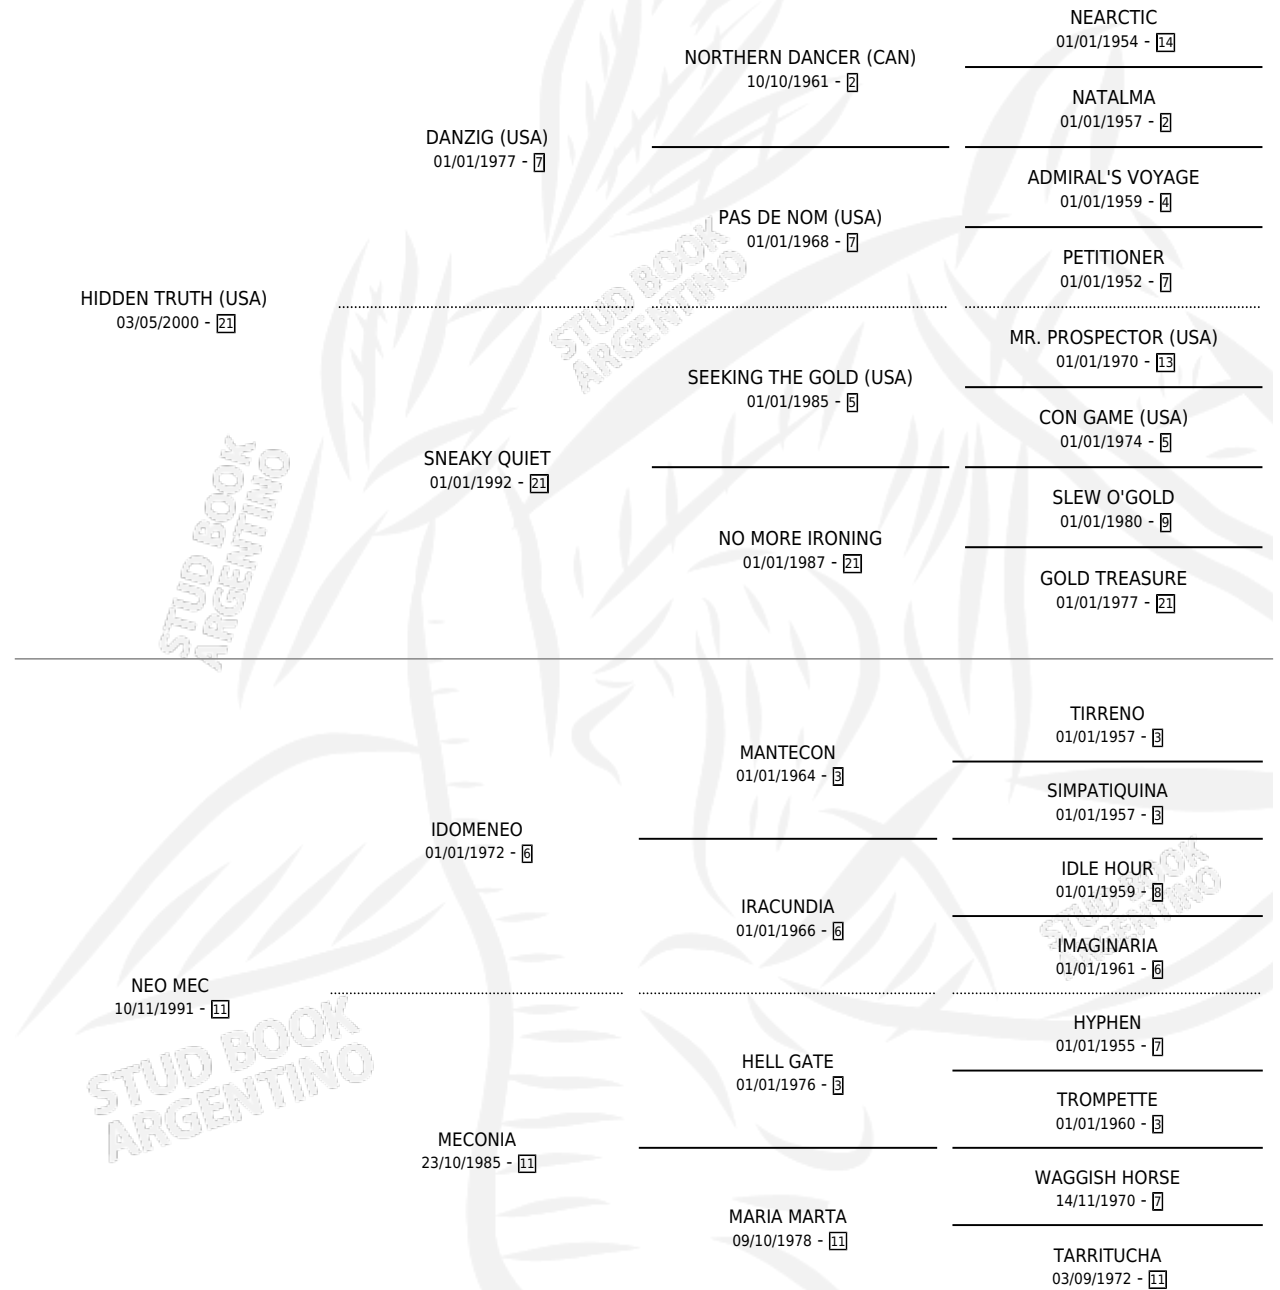 NEARCTIC
01/01/1954 - 14
NORTHERN DANCER (CAN)
10/10/1961 - 2
NATALMA
01/01/1957 - 2
DANZIG (USA)
01/01/1977 - 7
ADMIRAL'S VOYAGE
01/01/1959 - 4
PAS DE NOM (USA)
01/01/1968 - 7
PETITIONER
01/01/1952 - 7
HIDDEN TRUTH (USA)
03/05/2000 - 21
STUD BOOK
ARGENTINO
MR. PROSPECTOR (USA)
01/01/1970 - 13
SEEKING THE GOLD (USA)
01/01/1985 - 5
CON GAME (USA)
01/01/1974 - 5
SNEAKY QUIET
01/01/1992 - 21
SLEW O'GOLD
01/01/1980 - 9
NO MORE IRONING
01/01/1987 - 21
GOLD TREASURE
01/01/1977 - 21
STUD BOOK
ARGENTINO
TIRRENO
01/01/1957 - 3
MANTECON
01/01/1964 - 3
SIMPATIQUINA
01/01/1957 - 3
IDOMENEO
01/01/1972 - 6
IDLE HOUR
01/01/1959 - 8
IRACUNDIA
01/01/1966 - 6
STUD BOOK
ARGENTINO
IMAGINARIA
01/01/1961 - 6
NEO MEC
10/11/1991 - 11
STUD BOOK
ARGENTINO
HYPHEN
01/01/1955 - 7
HELL GATE
01/01/1976 - 3
TROMPETTE
01/01/1960 - 3
MECONIA
23/10/1985 - 11
WAGGISH HORSE
14/11/1970 - 7
MARIA MARTA
09/10/1978 - 11
TARRITUCHA
03/09/1972 - 11